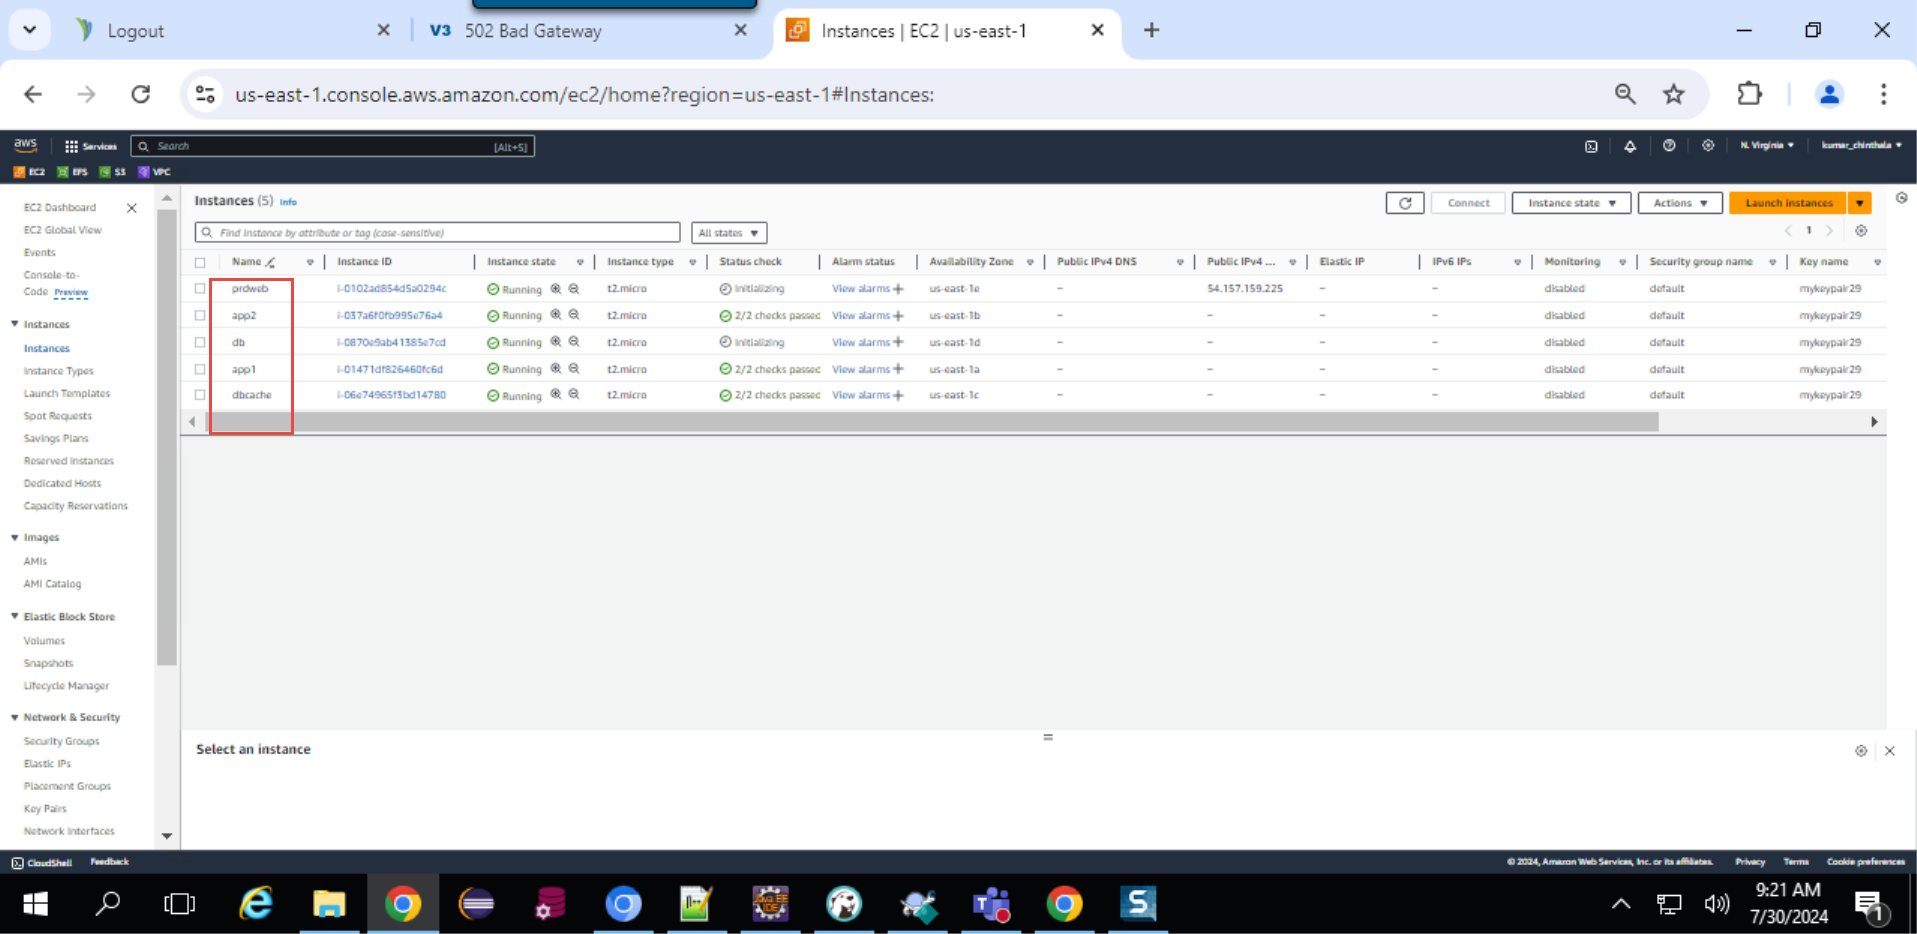 Logout
V3 502 Bad Gateway
Instances | EC2 | us-east-1
us-east-1.console.aws.amazon.com/ec2/home?region=us-east-1#Instances:
aws Services Search [Alt+S] N. Virginia kumar_chinthala
EC2 EFS S3 VPC
EC2 Dashboard
EC2 Global View
Events
Console-to-
Code Preview
Instances
Instances
Instance Types
Launch Templates
Spot Requests
Savings Plans
Reserved Instances
Dedicated Hosts
Capacity Reservations
Images
AMIs
AMI Catalog
Elastic Block Store
Volumes
Snapshots
Lifecycle Manager
Network & Security
Security Groups
Elastic IPs
Placement Groups
Key Pairs
Network Interfaces
Instances (5) Info
Connect Instance state Actions Launch instances
Find Instance by attribute or tag (case-sensitive) All states
1
Name Instance ID Instance state Instance type Status check Alarm status Availability Zone Public IPv4 DNS Public IPv4 ... Elastic IP IPv6 IPs Monitoring Security group name Key name
prdweb i-0102ad854d5a0294c Running t2.micro Initializing View alarms + us-east-1e – 54.157.159.225 – – disabled default mykeypair29
app2 i-037a6f0fb995e76a4 Running t2.micro 2/2 checks passed View alarms + us-east-1b – – – – disabled default mykeypair29
db i-0870e9ab41385e7cd Running t2.micro Initializing View alarms + us-east-1d – – – – disabled default mykeypair29
app1 i-01471df826460fc6d Running t2.micro 2/2 checks passed View alarms + us-east-1a – – – – disabled default mykeypair29
dbcache i-06e74965f3bd14780 Running t2.micro 2/2 checks passed View alarms + us-east-1c – – – – disabled default mykeypair29
Select an instance
CloudShell Feedback © 2024, Amazon Web Services, Inc. or its affiliates. Privacy Terms Cookie preferences
9:21 AM
7/30/2024
1